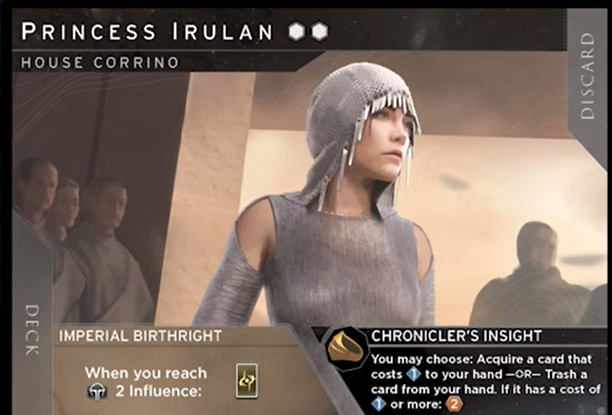 PRINCESS IRULAN
HOUSE CORRINO
DISCARD
DECK
IMPERIAL BIRTHRIGHT
When you reach
2 Influence:
CHRONICLER'S INSIGHT
You may choose: Acquire a card that
costs 1 to your hand —OR— Trash a
card from your hand. If it has a cost of
1 or more: 2